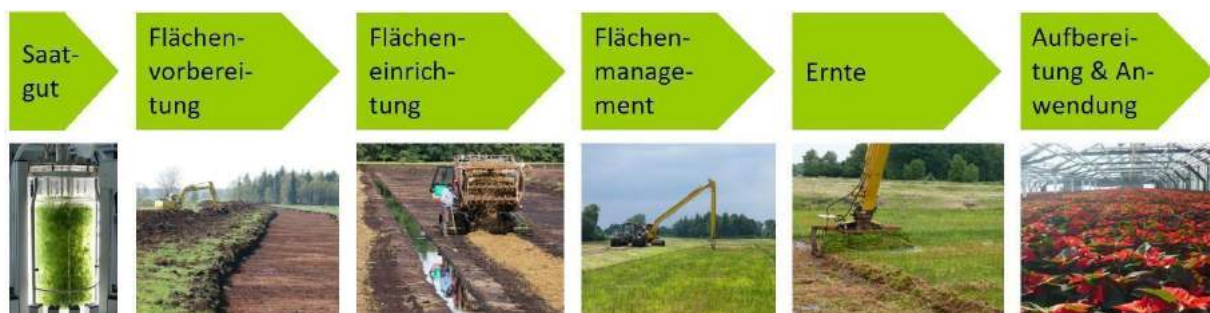 Saat-
gut
Flächen-
vorberei-
tung
Flächen-
einrich-
tung
Flächen-
manage-
ment
Ernte
Aufberei-
tung & An-
wendung